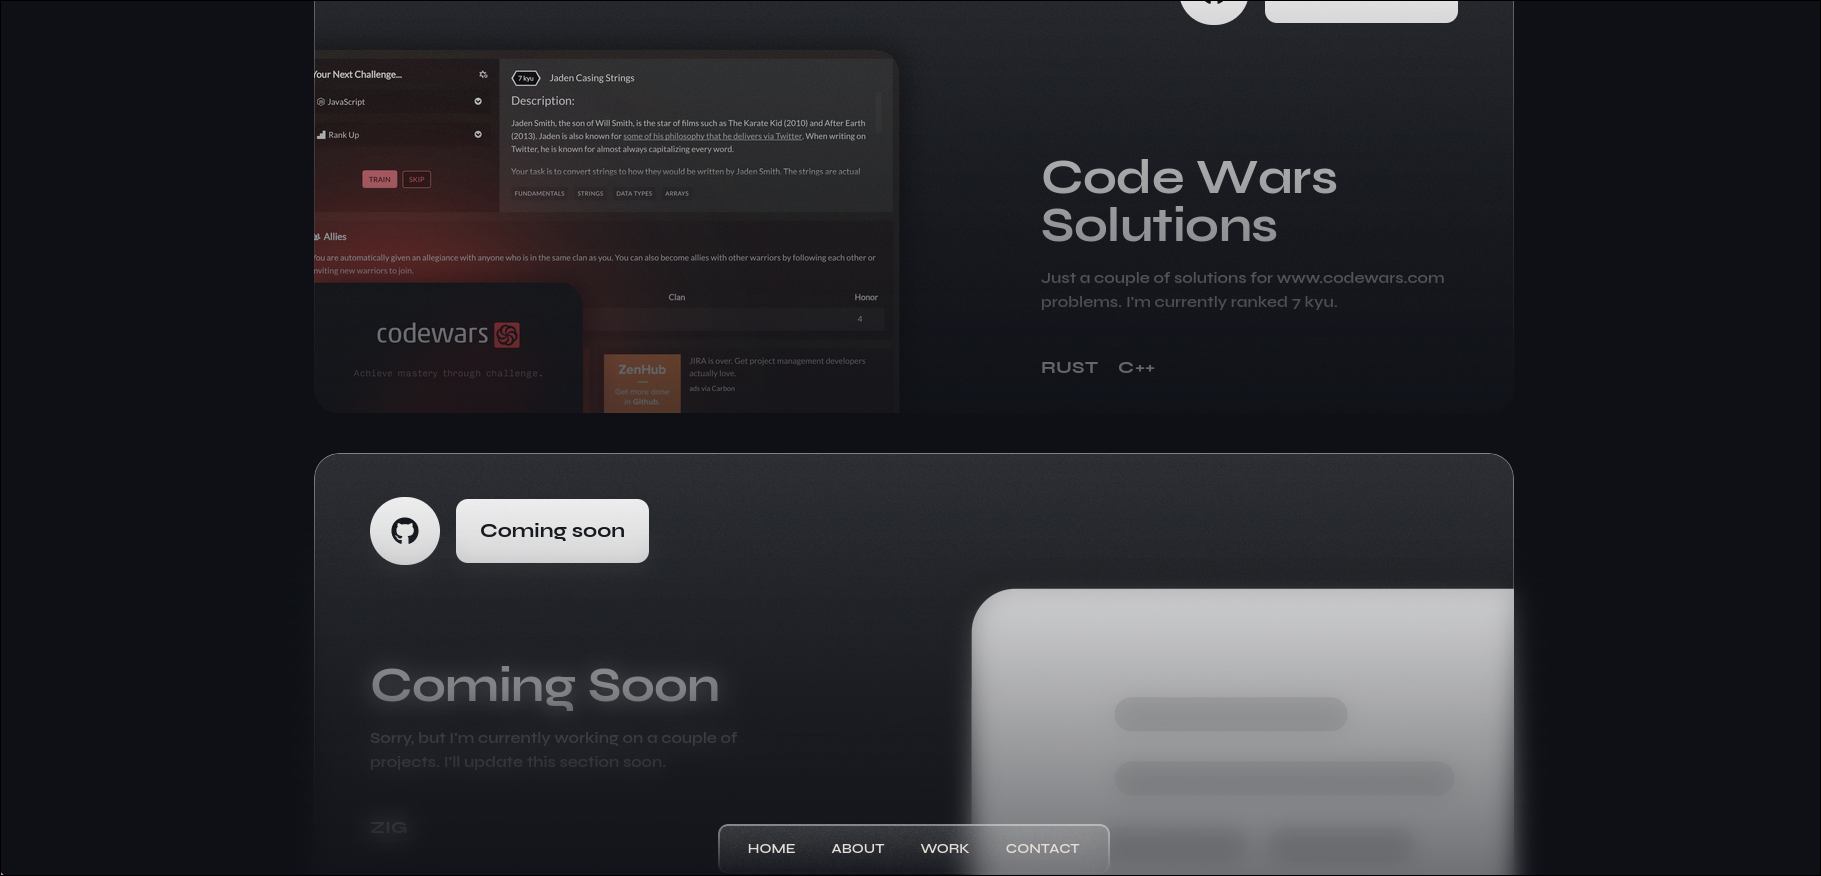 Your Next Challenge...
JavaScript
Rank Up
TRAIN SKIP
7 kyu Jaden Casing Strings
Description:
Jaden Smith, the son of Will Smith, is the star of films such as The Karate Kid (2010) and After Earth
(2013). Jaden is also known for some of his philosophy that he delivers via Twitter. When writing on
Twitter, he is known for almost always capitalizing every word.
Your task is to convert strings to how they would be written by Jaden Smith. The strings are actual
FUNDAMENTALS STRINGS DATA TYPES ARRAYS
Allies
You are automatically given an allegiance with anyone who is in the same clan as you. You can also become allies with other warriors by following each other or
inviting new warriors to join.
Clan Honor
4
codewars
Achieve mastery through challenge.
ZenHub
Get more done
in Github.
JIRA is over. Get project management developers
actually love.
ads via Carbon
Code Wars
Solutions
Just a couple of solutions for www.codewars.com
problems. I'm currently ranked 7 kyu.
RUST C++
Coming soon
Coming Soon
Sorry, but I'm currently working on a couple of
projects. I'll update this section soon.
ZIG
HOME ABOUT WORK CONTACT